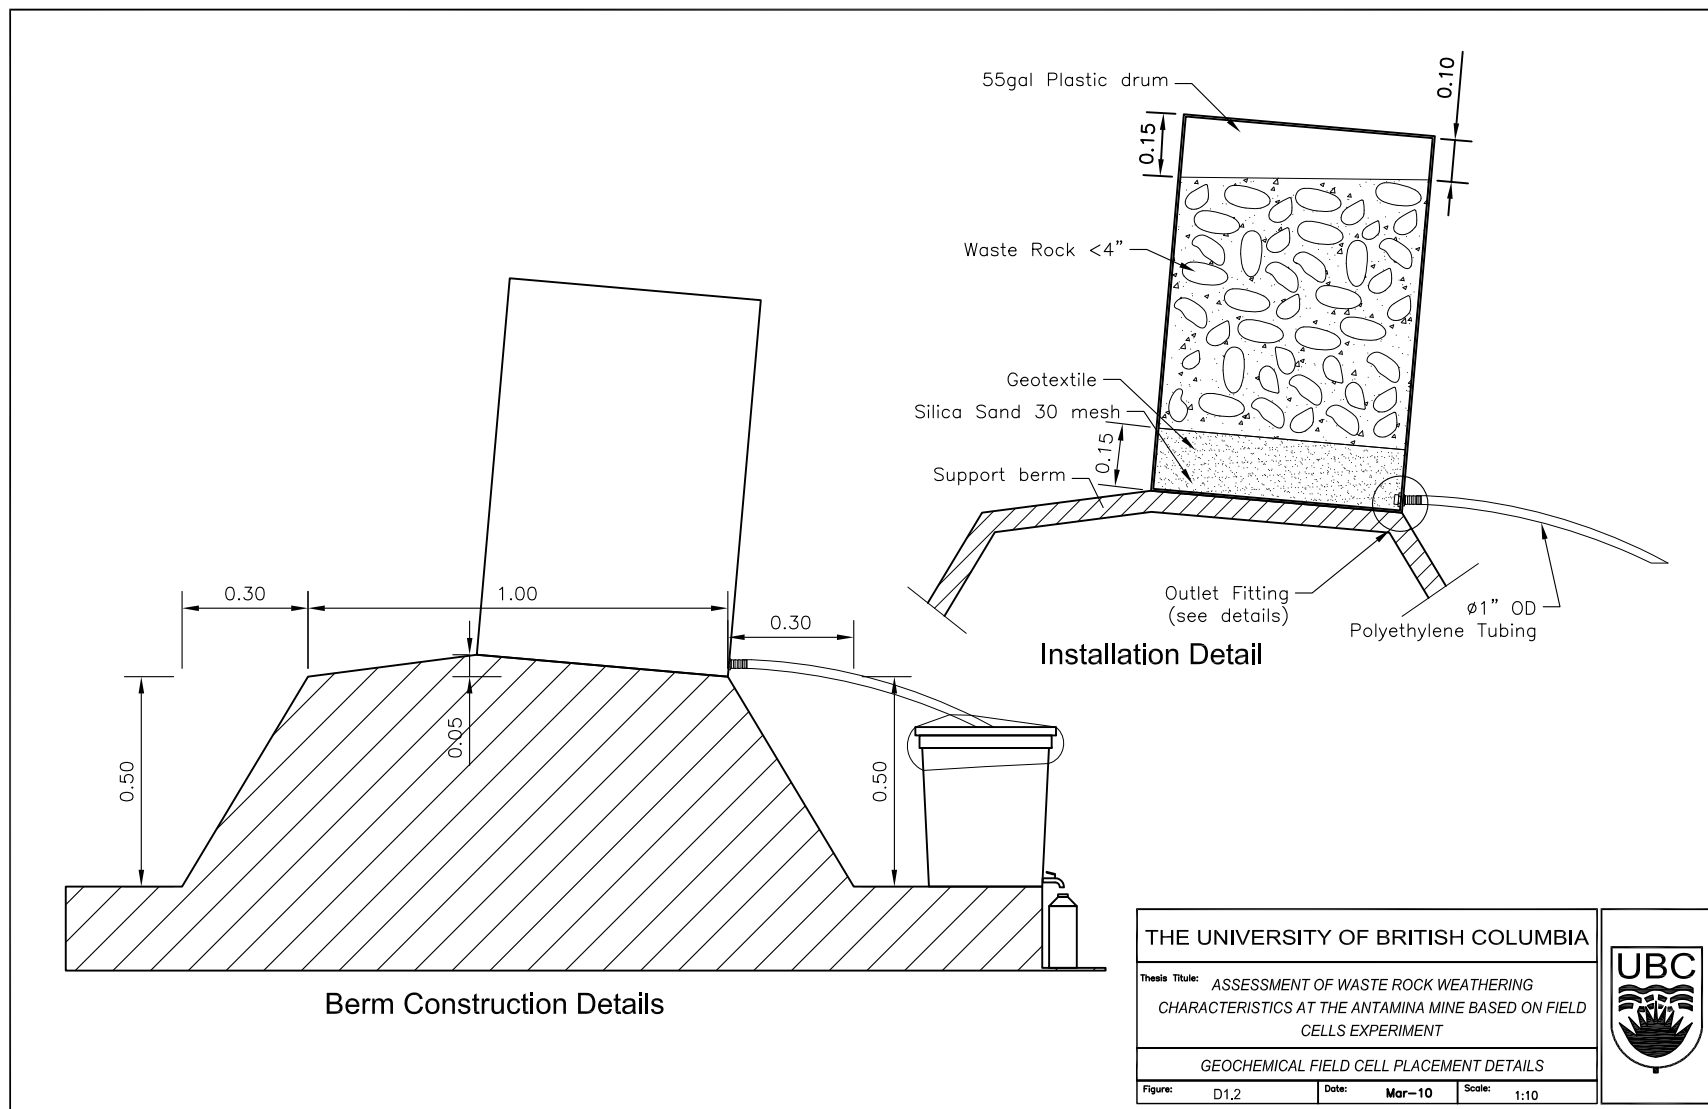 55gal Plastic drum
0.15
0.10
Waste Rock <4"
Geotextile
Silica Sand 30 mesh
0.15
Support berm
Outlet Fitting
(see details)
ø1" OD
Polyethylene Tubing
Installation Detail
0.30
1.00
0.30
0.05
0.50
0.50
Berm Construction Details
THE UNIVERSITY OF BRITISH COLUMBIA
Thesis Titule: ASSESSMENT OF WASTE ROCK WEATHERING
CHARACTERISTICS AT THE ANTAMINA MINE BASED ON FIELD
CELLS EXPERIMENT
GEOCHEMICAL FIELD CELL PLACEMENT DETAILS
Figure: D1.2 Date: Mar-10 Scale: 1:10
UBC